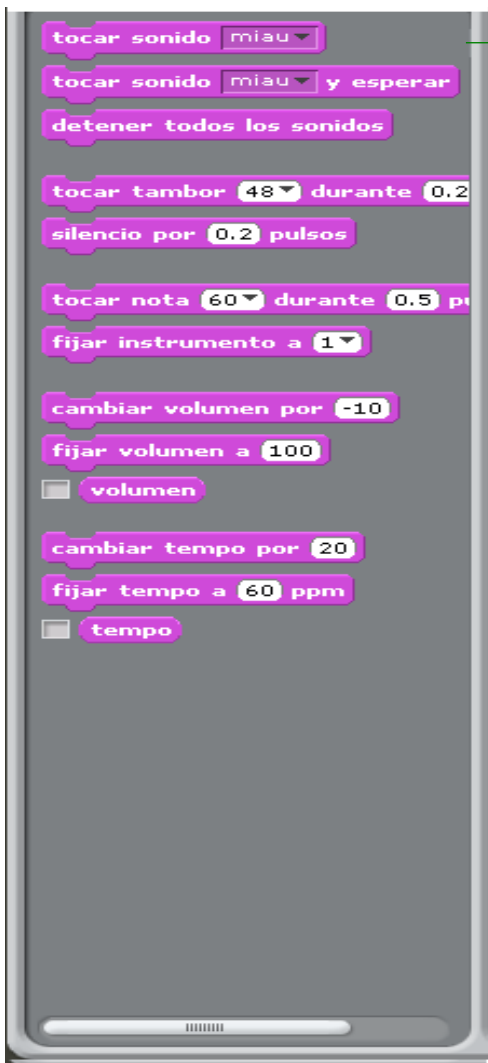 tocar sonido miau
tocar sonido miau y esperar
detener todos los sonidos
tocar tambor 48 durante 0.2
silencio por 0.2 pulsos
tocar nota 60 durante 0.5
fijar instrumento a 1
cambiar volumen por -10
fijar volumen a 100
volumen
cambiar tempo por 20
fijar tempo a 60 ppm
tempo